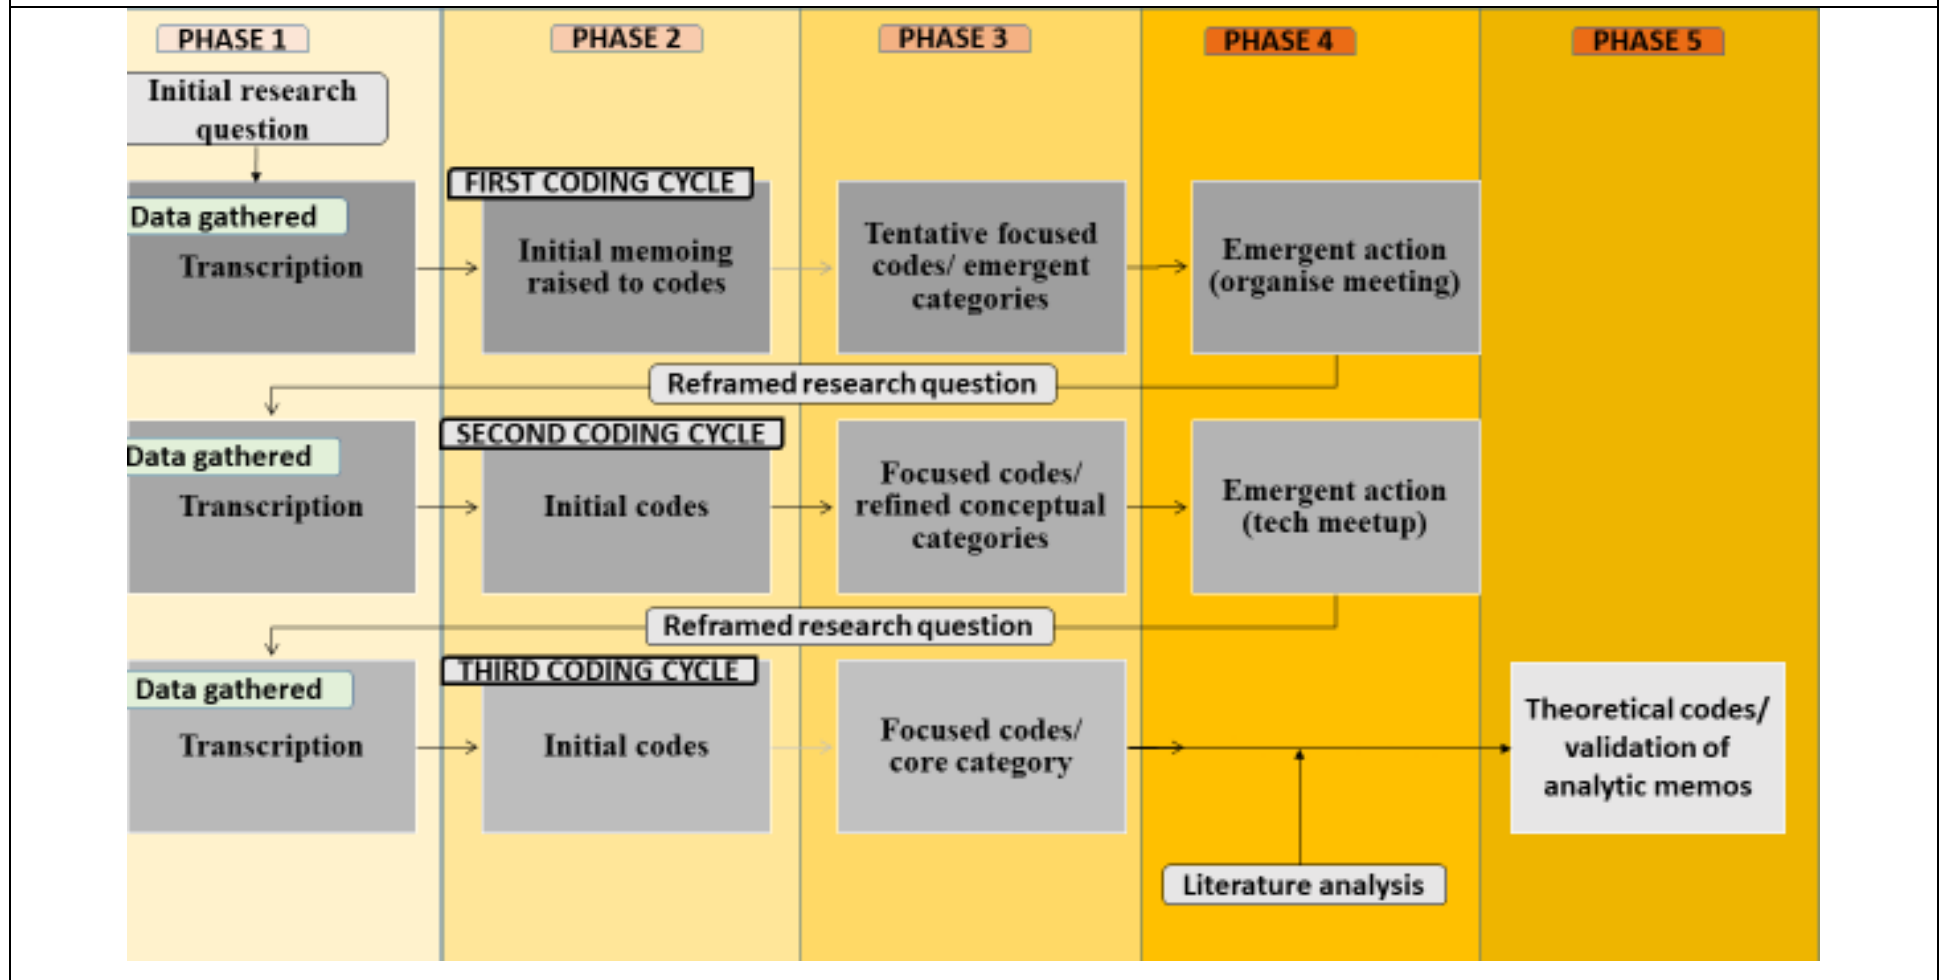 PHASE 1
PHASE 2
PHASE 3
PHASE 4
PHASE 5
Initial research
question
Data gathered
Transcription
FIRST CODING CYCLE
Initial memoing
raised to codes
Tentative focused
codes/ emergent
categories
Emergent action
(organise meeting)
Reframed research question
Data gathered
Transcription
SECOND CODING CYCLE
Initial codes
Focused codes/
refined conceptual
categories
Emergent action
(tech meetup)
Reframed research question
Data gathered
Transcription
THIRD CODING CYCLE
Initial codes
Focused codes/
core category
Theoretical codes/
validation of
analytic memos
Literature analysis